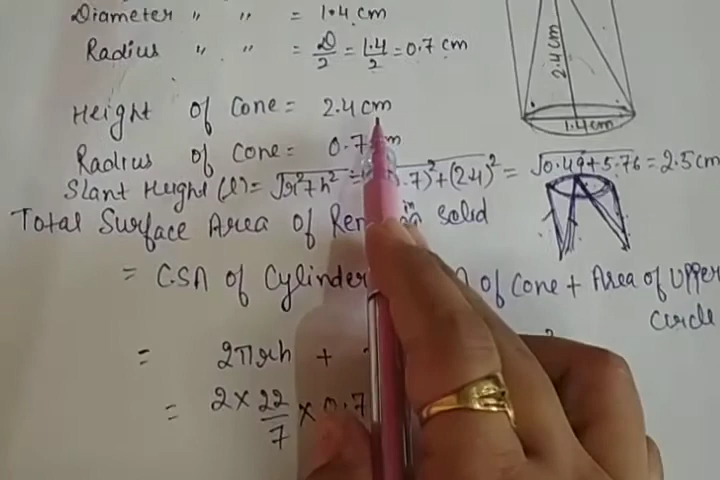 Diameter " " = 1.4 cm
Radius " " = D/2 = 1.4/2 = 0.7 cm
2.4 cm
1.4 cm
Height of Cone = 2.4 cm
Radius of Cone = 0.7 cm
Slant Height (l) = √r²+h² = .7)²+(2.4)² = √0.49+5.76 = 2.5 cm
Total Surface Area of solid
= CSA of Cylinder of Cone + Area of Upper
Circle
= 2πrh +
= 2 × 22/7 × 0.7